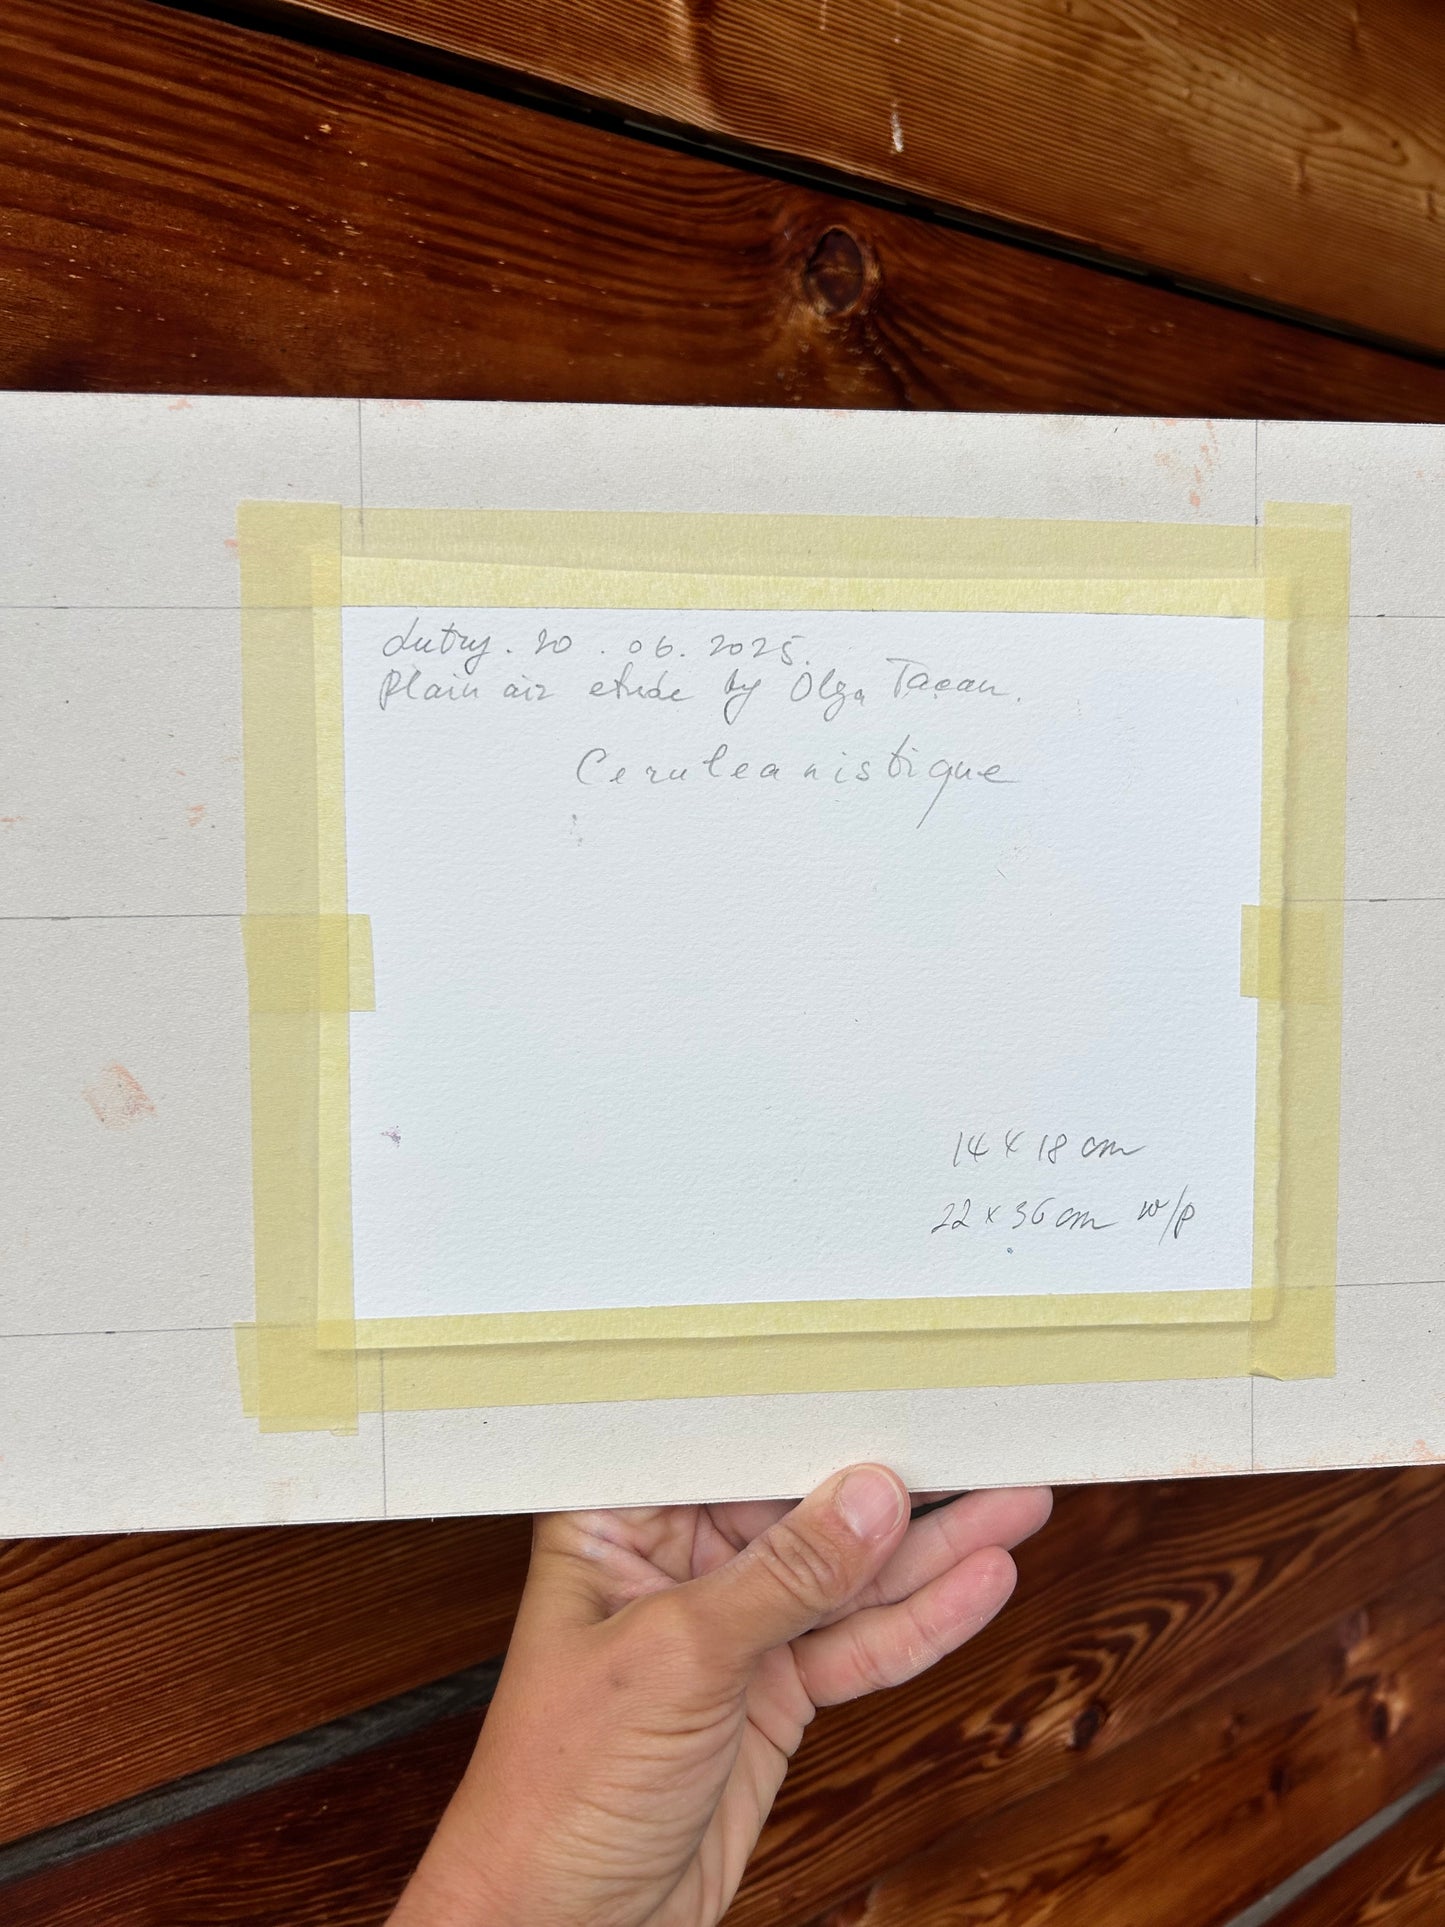 Lutry. 20.06.2025.
Plain air etude by Olga
Ceruleanistique
14 x 18 cm
22 x 36 cm w/p